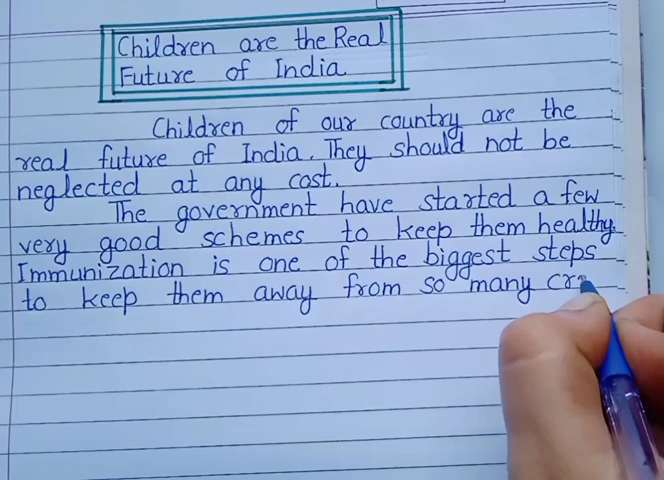 Children are the Real
Future of India
Children of our country are the
real future of India. They should not be
neglected at any cost.
The government have started a few
very good schemes to keep them healthy.
Immunization is one of the biggest steps
to keep them away from so many